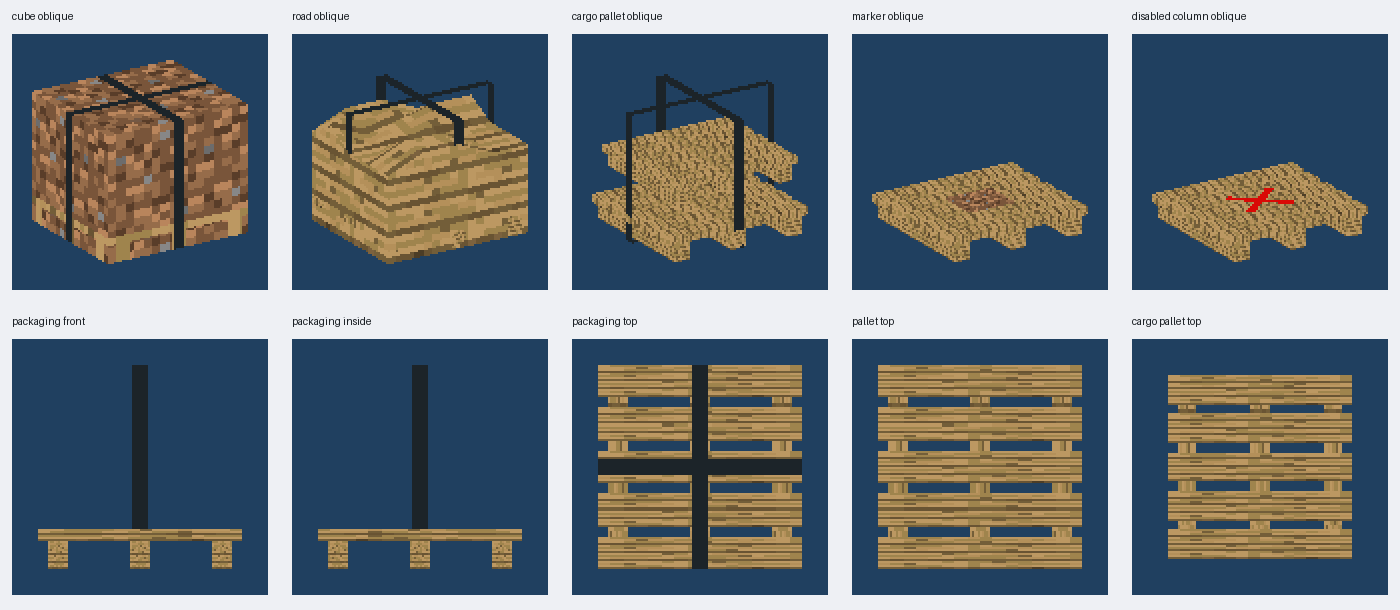 cube oblique
road oblique
cargo pallet oblique
marker oblique
disabled column oblique
packaging front
packaging inside
packaging top
pallet top
cargo pallet top